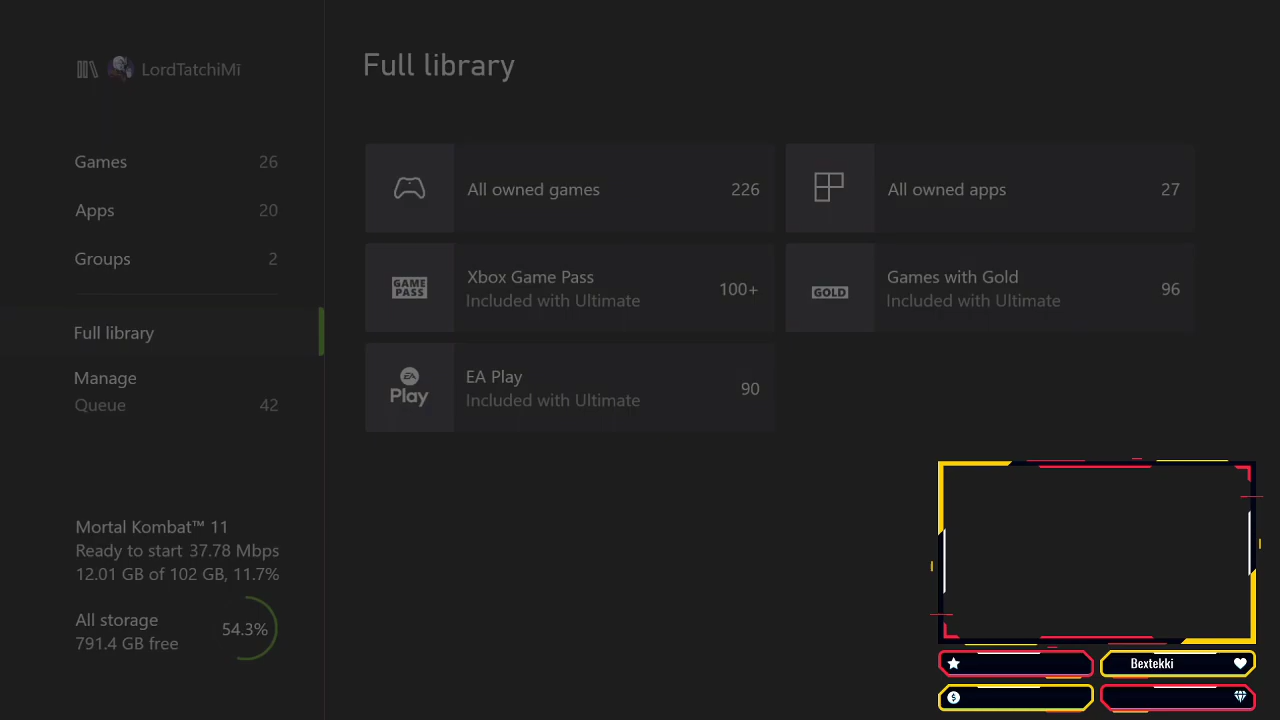 LordTatchiMī
Full library
Games 26
Apps 20
Groups 2
Full library
Manage
Queue 42
Mortal Kombat™ 11
Ready to start 37.78 Mbps
12.01 GB of 102 GB, 11.7%
All storage
791.4 GB free
54.3%
All owned games 226
All owned apps 27
GAME PASS
Xbox Game Pass
Included with Ultimate
100+
GOLD
Games with Gold
Included with Ultimate
96
EA
Play
EA Play
Included with Ultimate
90
Bextekki
$